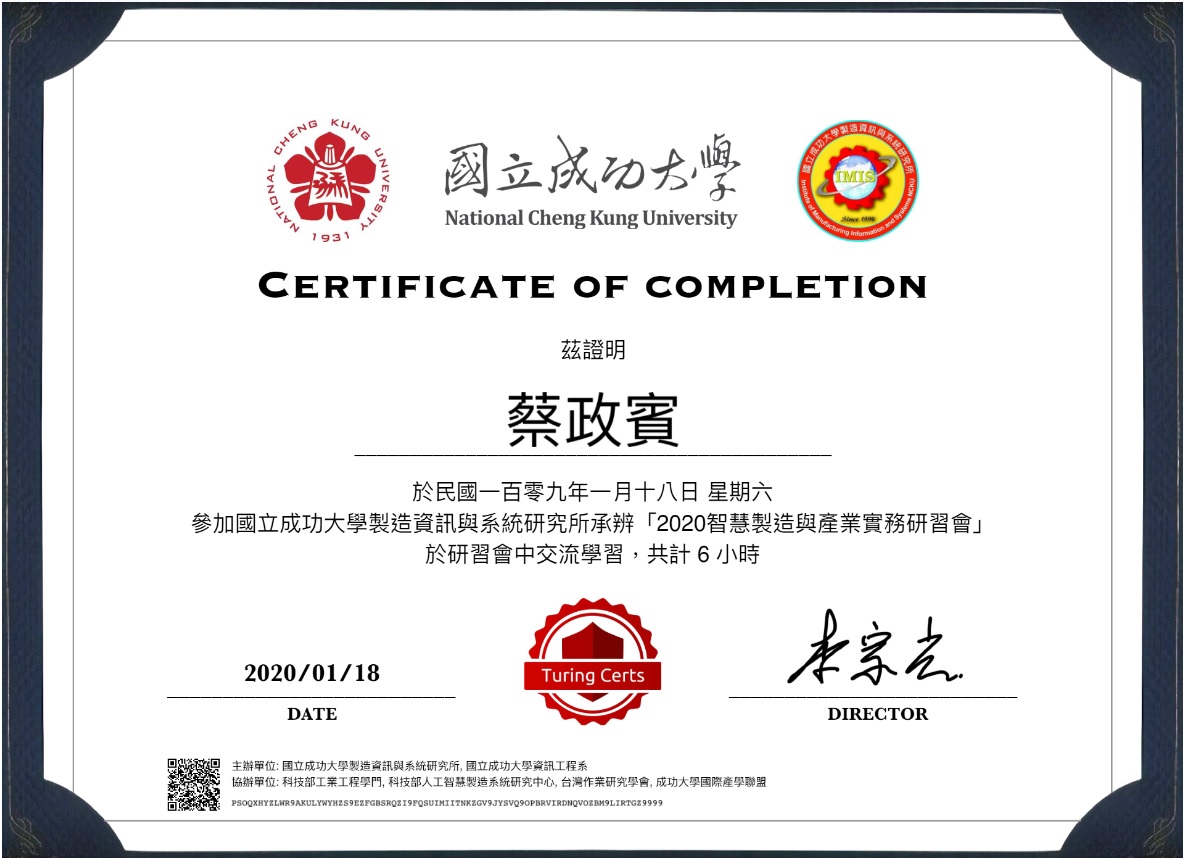 NATIONAL CHENG KUNG UNIVERSITY
1931
國立成功大學
National Cheng Kung University
國立成功大學製造資訊與系統研究所
IMIS
Since 1996
Institute of Manufacturing Information and Systems NCKU
CERTIFICATE OF COMPLETION
茲證明
蔡政賓
於民國一百零九年一月十八日 星期六
參加國立成功大學製造資訊與系統研究所承辦「2020智慧製造與產業實務研習會」
於研習會中交流學習，共計 6 小時
2020/01/18
DATE
Turing Certs
李宗光
DIRECTOR
主辦單位: 國立成功大學製造資訊與系統研究所, 國立成功大學資訊工程系
協辦單位: 科技部工業工程學門, 科技部人工智慧製造系統研究中心, 台灣作業研究學會, 成功大學國際產學聯盟
PSOQXHYZLWR9AKULYWYHZS9EZFGBSRQZI9FQSUIMIITNKZGV9JYSVQ9OPBRVIRDNQVOZBM9LIRTGZ9999